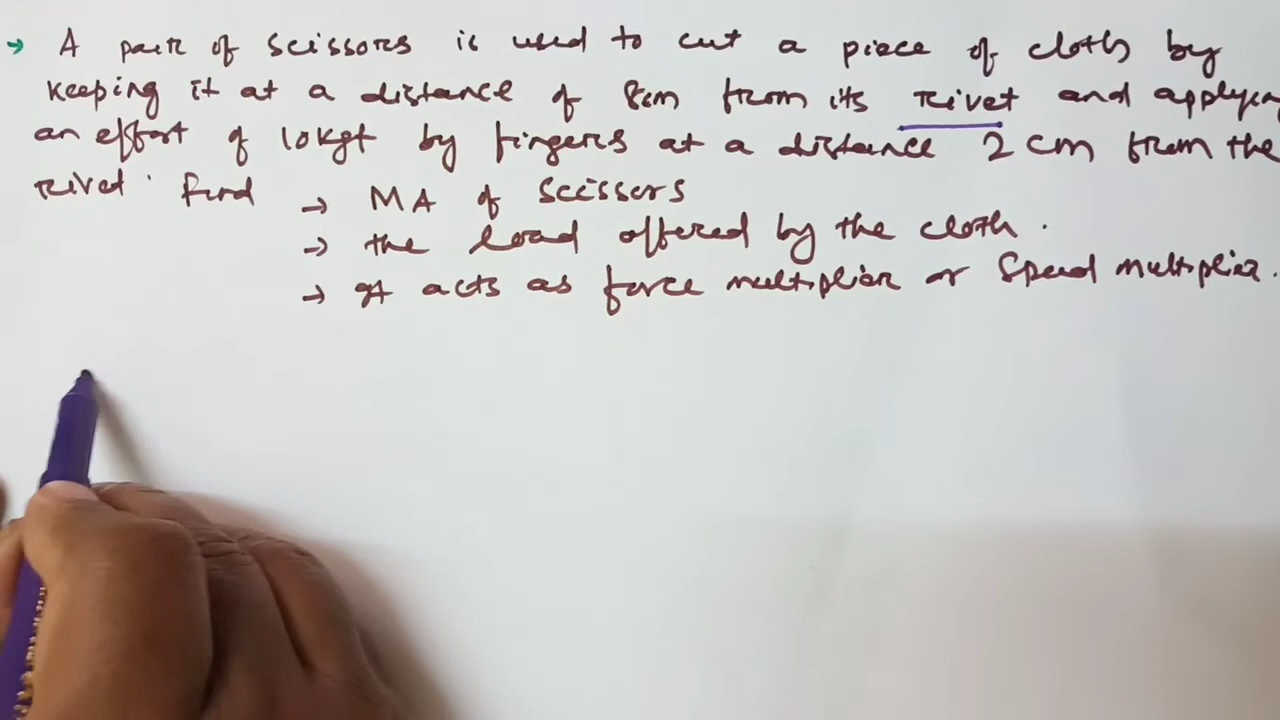 → A pair of scissors is used to cut a piece of cloth by
keeping it at a distance of 8cm from its rivet and applying
an effort of 10kgf by fingers at a distance 2 cm from the
rivet. Find → MA of scissors
→ the load offered by the cloth.
→ It acts as force multiplier or speed multiplier.